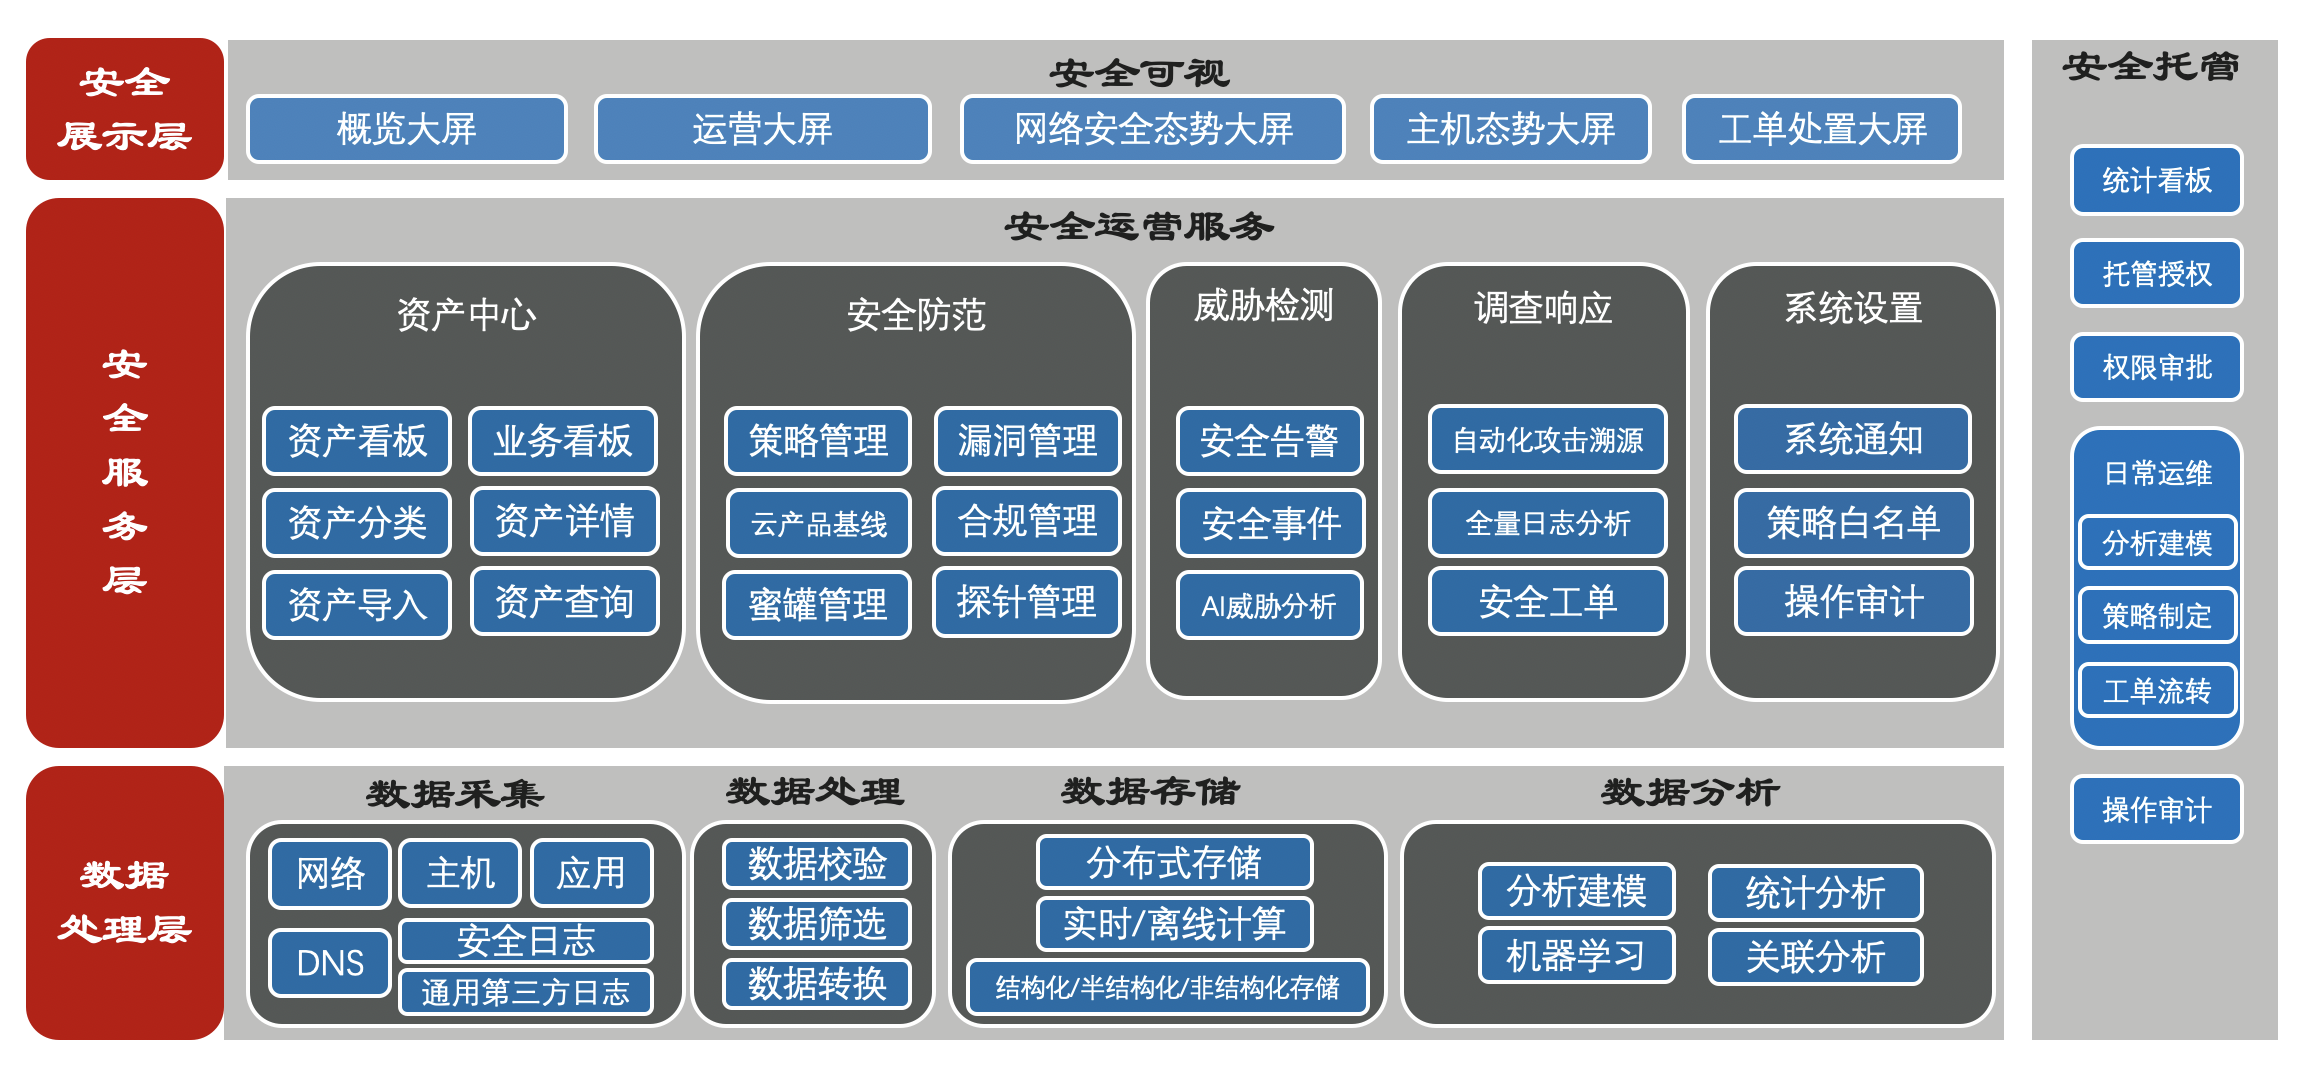 安全
展示层
安全可视
概览大屏
运营大屏
网络安全态势大屏
主机态势大屏
工单处置大屏
安
全
服
务
层
安全运营服务
资产中心
资产看板
业务看板
资产分类
资产详情
资产导入
资产查询
安全防范
策略管理
漏洞管理
云产品基线
合规管理
蜜罐管理
探针管理
威胁检测
安全告警
安全事件
AI威胁分析
调查响应
自动化攻击溯源
全量日志分析
安全工单
系统设置
系统通知
策略白名单
操作审计
数据
处理层
数据采集
网络
主机
应用
DNS
安全日志
通用第三方日志
数据处理
数据校验
数据筛选
数据转换
数据存储
分布式存储
实时/离线计算
结构化/半结构化/非结构化存储
数据分析
分析建模
统计分析
机器学习
关联分析
安全托管
统计看板
托管授权
权限审批
日常运维
分析建模
策略制定
工单流转
操作审计